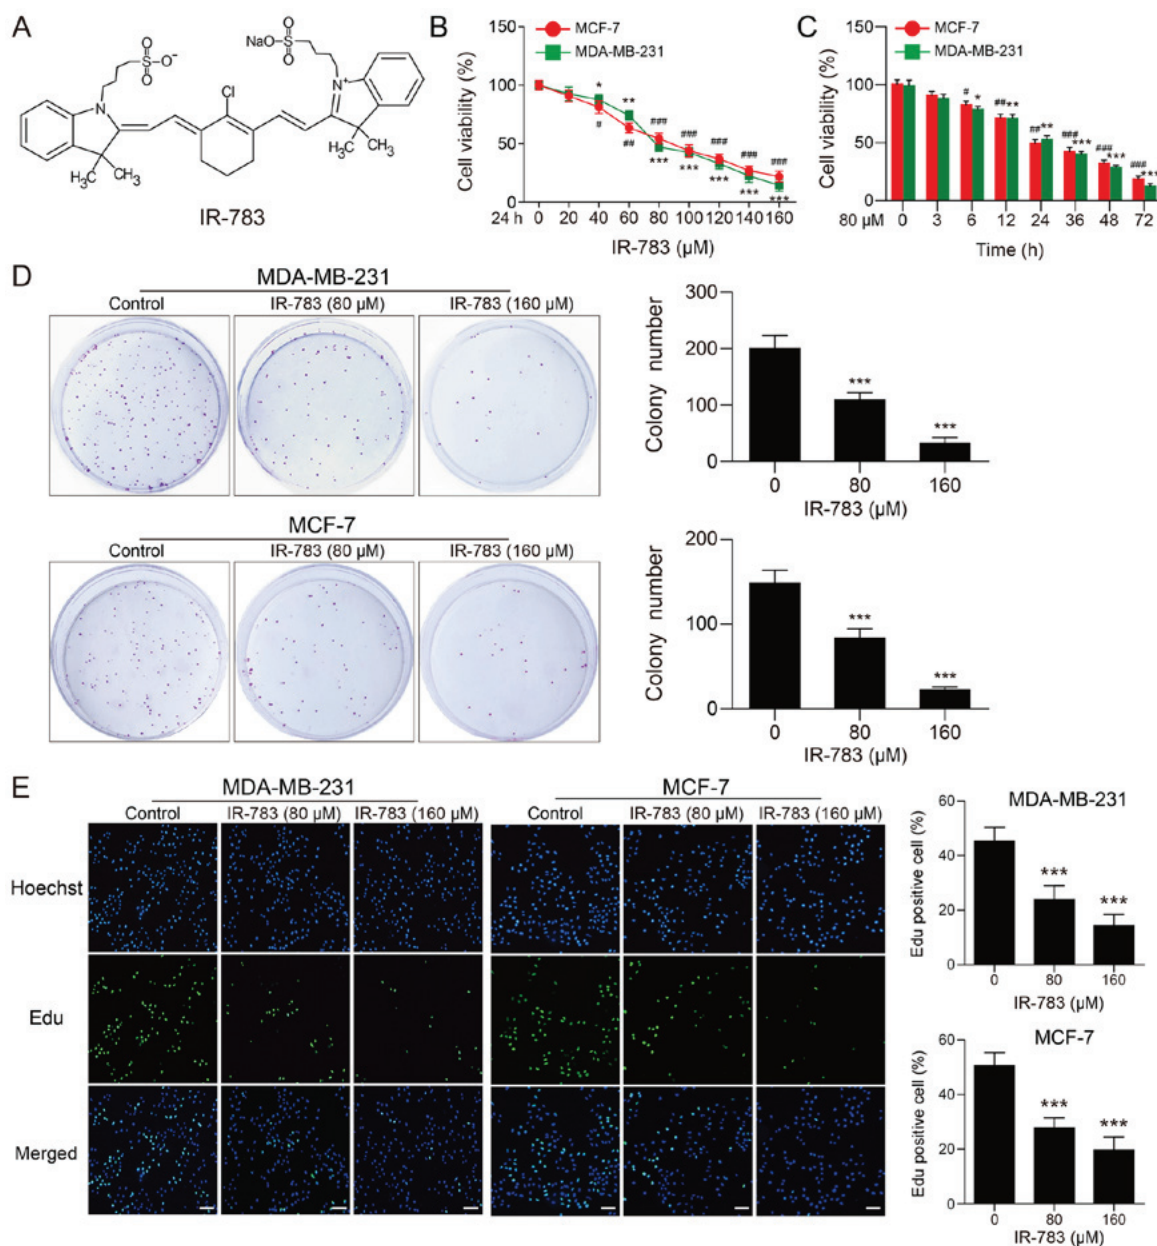 A
NaO
O
S
O
O
S
O⁻
O
N
Cl
N⁺
H₃C
CH₃
H₃C
CH₃
IR-783
B
MCF-7
MDA-MB-231
Cell viability (%)
150
100
50
0
*
**
#
##
###
###
###
###
###
***
***
***
***
***
24 h
0
20
40
60
80
100
120
140
160
IR-783 (µM)
C
MCF-7
MDA-MB-231
Cell viability (%)
150
100
50
0
#
*
##
**
##
**
###
***
###
***
###
***
80 µM
0
3
6
12
24
36
48
72
Time (h)
D
MDA-MB-231
Control
IR-783 (80 µM)
IR-783 (160 µM)
Colony number
300
200
100
0
***
***
0
80
160
IR-783 (µM)
MCF-7
Control
IR-783 (80 µM)
IR-783 (160 µM)
Colony number
200
100
0
***
***
0
80
160
IR-783 (µM)
E
MDA-MB-231
Control
IR-783 (80 µM)
IR-783 (160 µM)
MCF-7
Control
IR-783 (80 µM)
IR-783 (160 µM)
Hoechst
Edu
Merged
MDA-MB-231
Edu positive cell (%)
60
40
20
0
***
***
0
80
160
IR-783 (µM)
MCF-7
Edu positive cell (%)
60
40
20
0
***
***
0
80
160
IR-783 (µM)